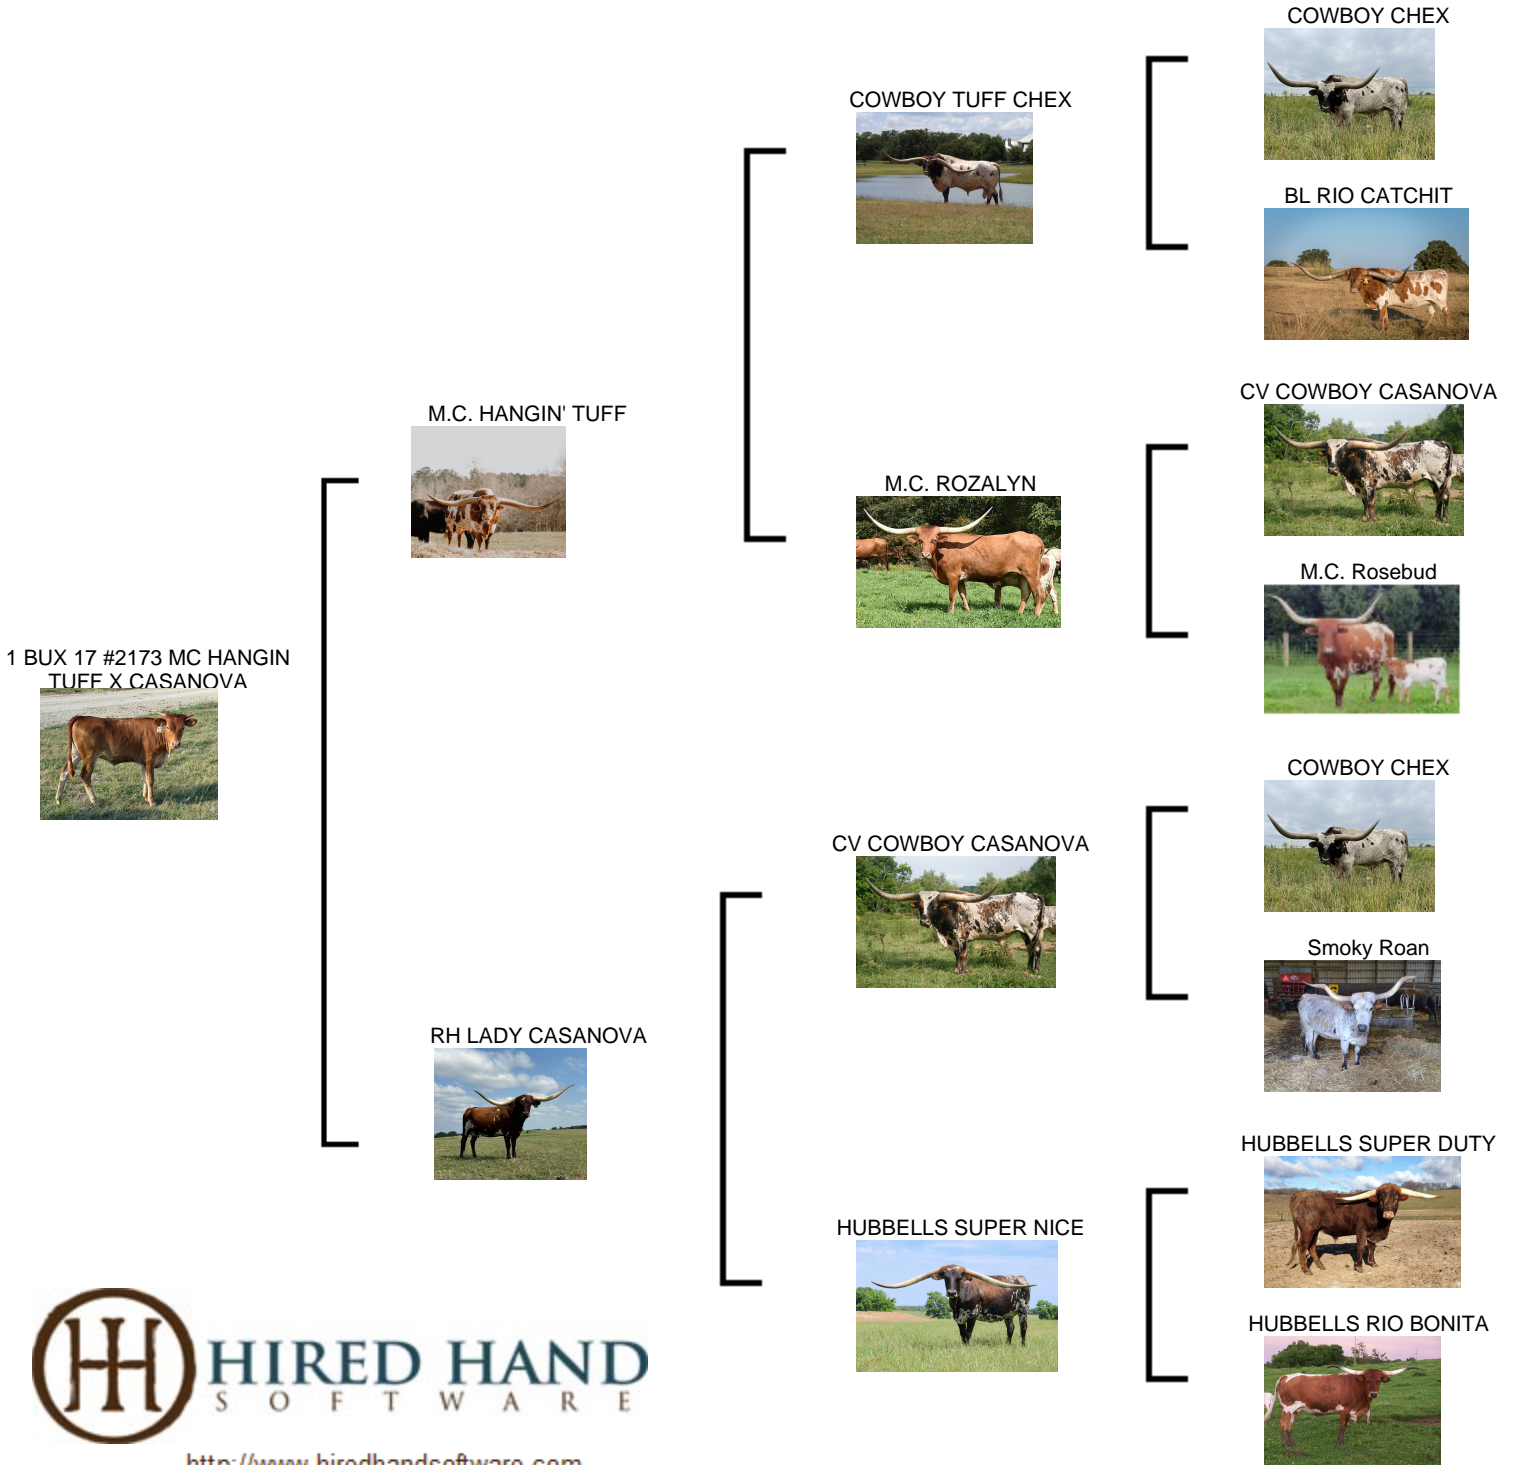 COWBOY CHEX
COWBOY TUFF CHEX
BL RIO CATCHIT
M.C. HANGIN' TUFF
CV COWBOY CASANOVA
M.C. ROZALYN
M.C. Rosebud
1 BUX 17 #2173 MC HANGIN
TUFF X CASANOVA
COWBOY CHEX
CV COWBOY CASANOVA
Smoky Roan
RH LADY CASANOVA
HUBBELLS SUPER DUTY
HUBBELLS SUPER NICE
HUBBELLS RIO BONITA
HIRED HAND
SOFTWARE
http://www.hiredhandsoftware.com